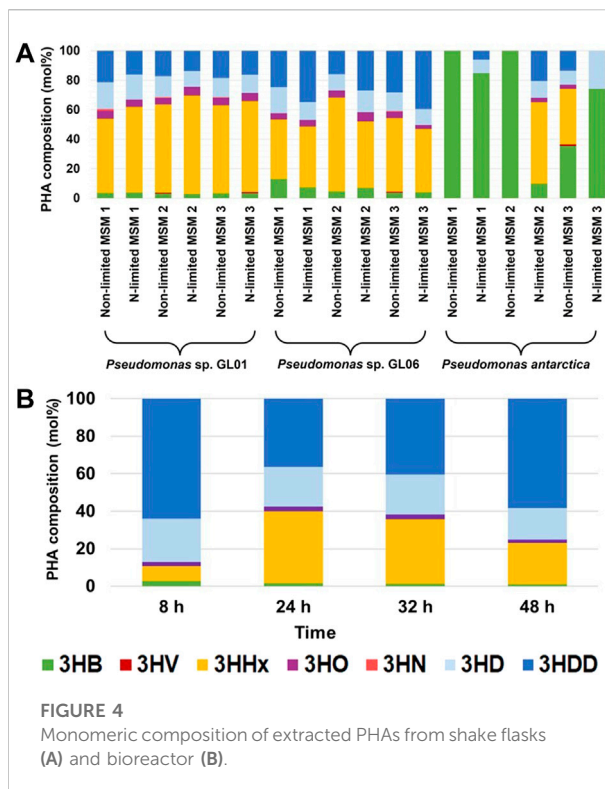 A
PHA composition (mol%)
100
80
60
40
20
0
Non-limited MSM 1
N-limited MSM 1
Non-limited MSM 2
N-limited MSM 2
Non-limited MSM 3
N-limited MSM 3
Non-limited MSM 1
N-limited MSM 1
Non-limited MSM 2
N-limited MSM 2
Non-limited MSM 3
N-limited MSM 3
Non-limited MSM 1
N-limited MSM 1
Non-limited MSM 2
N-limited MSM 2
Non-limited MSM 3
N-limited MSM 3
Pseudomonas sp. GL01
Pseudomonas sp. GL06
Pseudomonas antarctica
B
PHA composition (mol%)
100
80
60
40
20
0
8 h 24 h 32 h 48 h
Time
3HB 3HV 3HHx 3HO 3HN 3HD 3HDD
FIGURE 4
Monomeric composition of extracted PHAs from shake flasks
(A) and bioreactor (B).